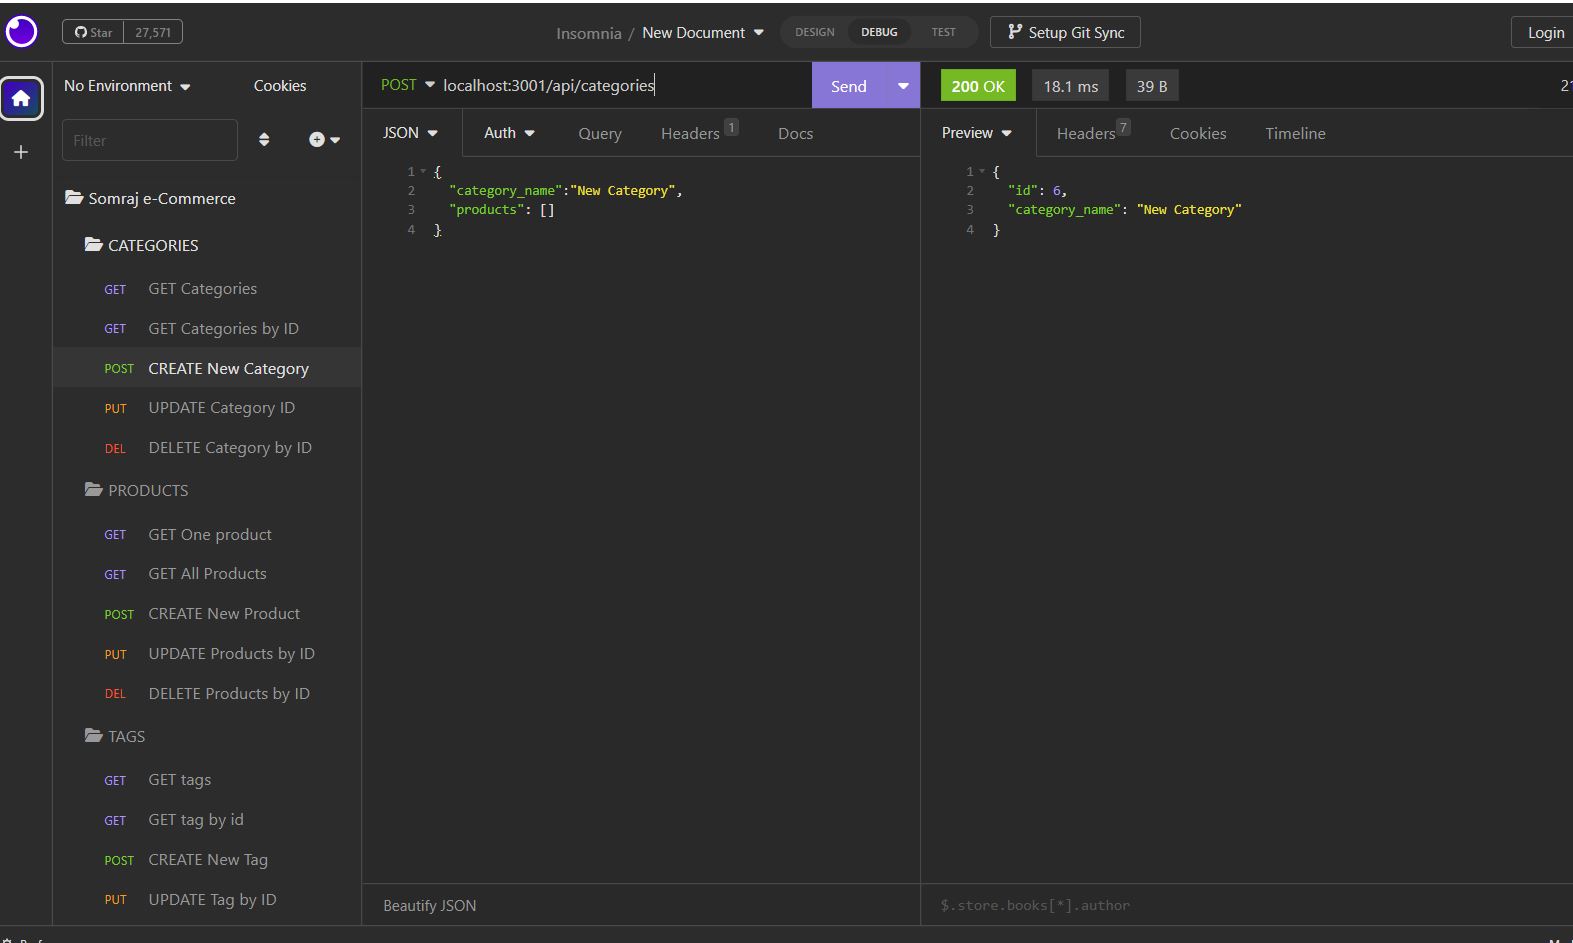 Star 27,571 Insomnia / New Document DESIGN DEBUG TEST Setup Git Sync Login
No Environment Cookies
Filter
Somraj e-Commerce
CATEGORIES
GET GET Categories
GET GET Categories by ID
POST CREATE New Category
PUT UPDATE Category ID
DEL DELETE Category by ID
PRODUCTS
GET GET One product
GET GET All Products
POST CREATE New Product
PUT UPDATE Products by ID
DEL DELETE Products by ID
TAGS
GET GET tags
GET GET tag by id
POST CREATE New Tag
PUT UPDATE Tag by ID
POST localhost:3001/api/categories Send
JSON Auth Query Headers 1 Docs
1 {
2 "category_name":"New Category",
3 "products": []
4 }
Beautify JSON
200 OK 18.1 ms 39 B
Preview Headers 7 Cookies Timeline
1 {
2 "id": 6,
3 "category_name": "New Category"
4 }
$.store.books[*].author